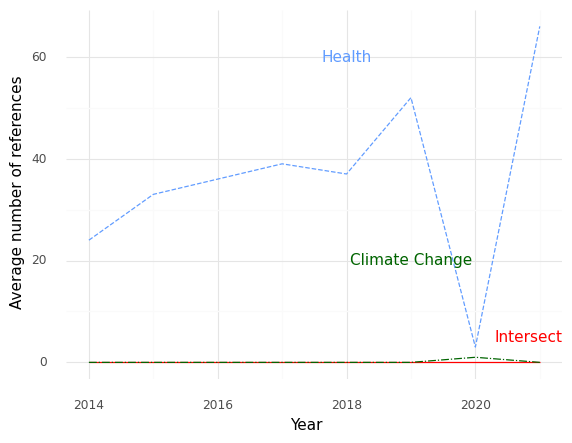 60
40
20
0
Average number of references
Health
Climate Change
Intersect
2014
2016
2018
2020
Year